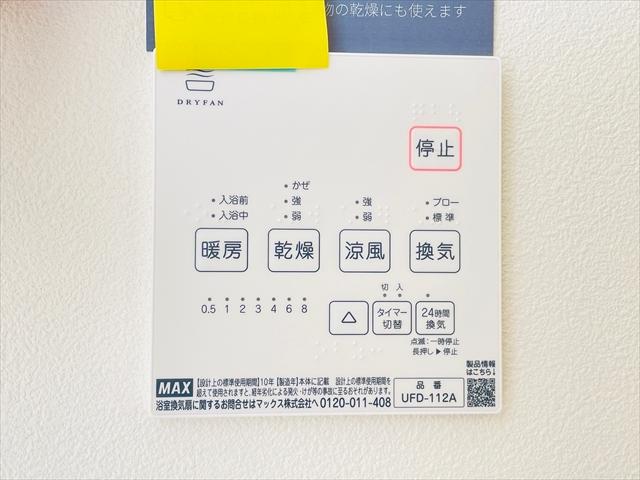 物の乾燥にも使えます
DRYFAN
停止
入浴前
入浴中
かぜ
強
弱
強
弱
ブロー
標準
暖房
乾燥
涼風
換気
0.5 1 2 3 4 6 8
切 入
△
タイマー
切替
24時間
換気
点滅:一時停止
長押し▶停止
製品情報
はこちら↓
MAX
【設計上の標準使用期間】10年【製造年】本体に記載 設計上の標準使用期間を
超えて使用されますと、経年劣化による発火・けが等の事故に至るおそれがあります。
浴室換気扇に関するお問合せはマックス株式会社へ 0120-011-408
品番
UFD-112A